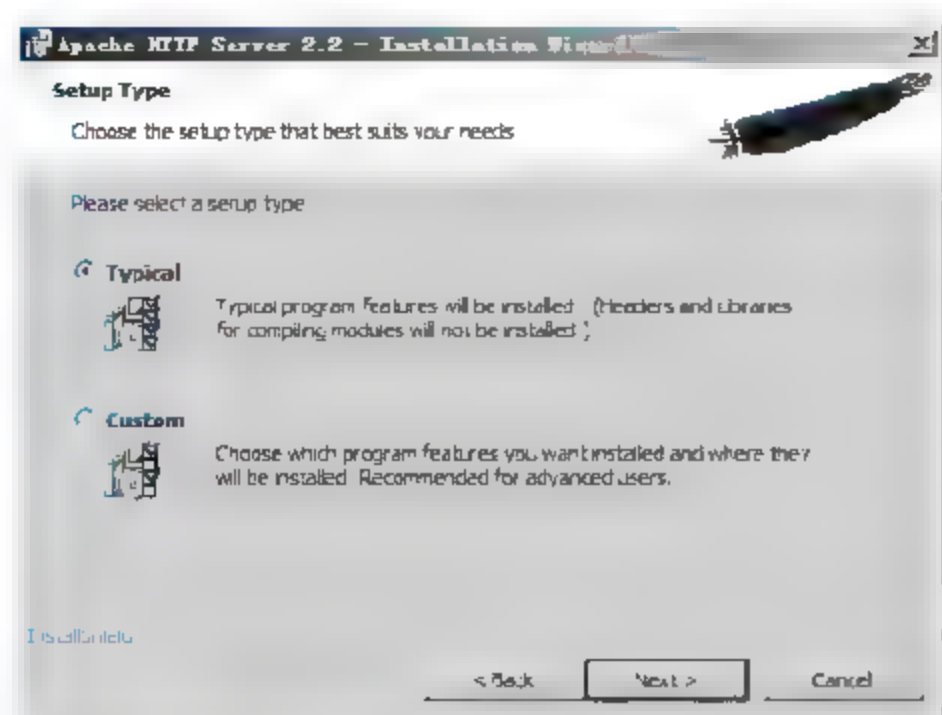 Apache HTTP Server 2.2 - Installation Wizard
Setup Type
Choose the setup type that best suits your needs
Please select a setup type
Typical
Typical program features will be installed (Headers and Libraries
for compiling modules will not be installed )
Custom
Choose which program features you want installed and where they
will be installed Recommended for advanced users.
InstallShield
< Back
Next >
Cancel